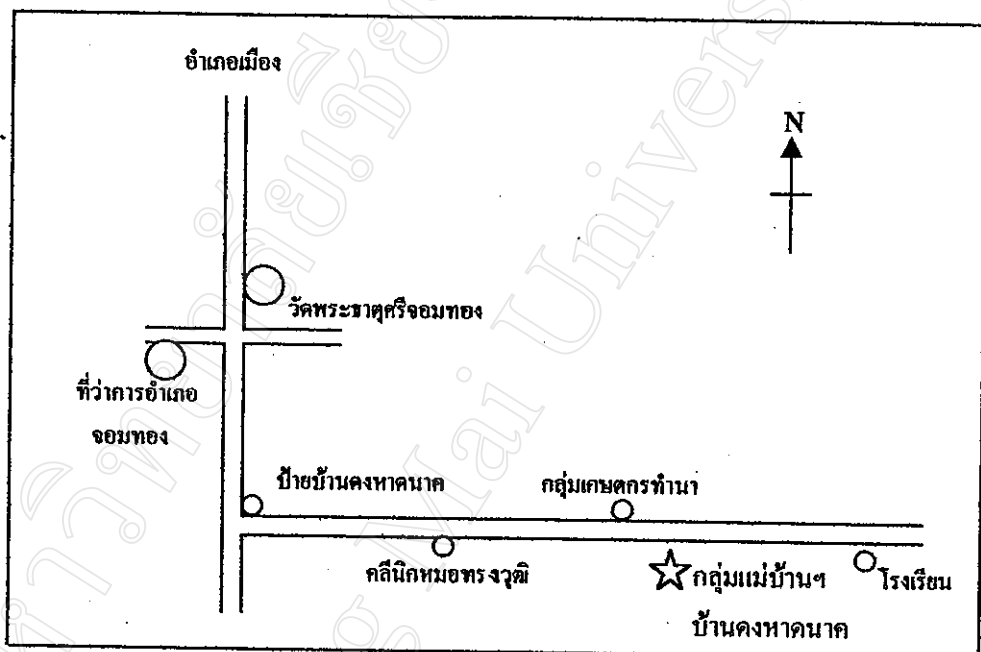 อำเภอเมือง
N
วัดพระธาตุศรีจอมทอง
ที่ว่าการอำเภอ
จอมทอง
ป้ายบ้านดงหาดนาค
กลุ่มเกษตกรทำนา
คลีนิกหมอทรงวุฒิ
กลุ่มแม่บ้านฯ
บ้านดงหาดนาค
โรงเรียน
Mai Univers